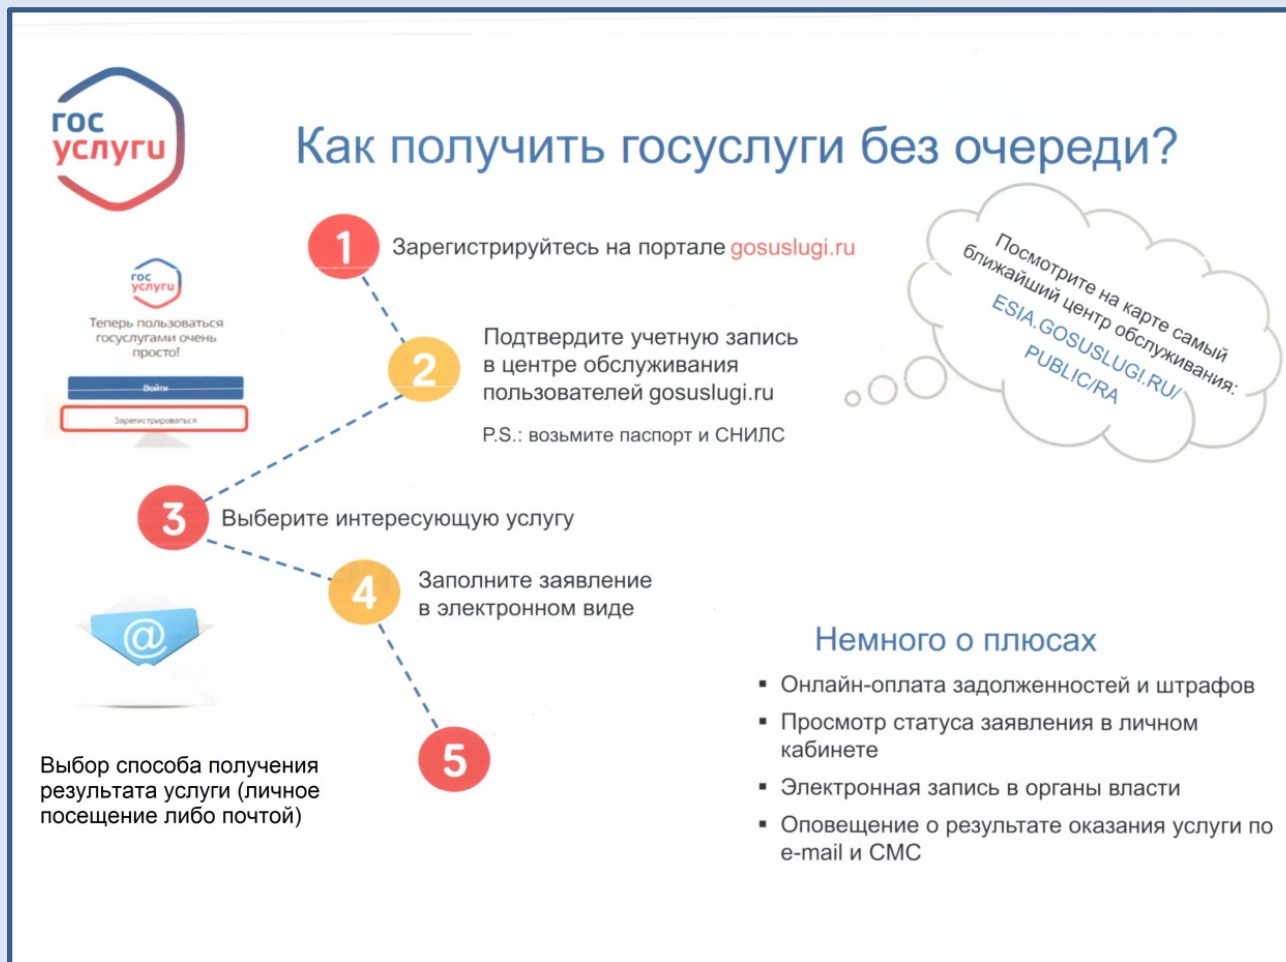 гос
услуги
Как получить госуслуги без очереди?
1
Зарегистрируйтесь на портале gosuslugi.ru
гос
услуги
Теперь пользоваться
госуслугами очень
просто!
Войти
Зарегистрироваться
2
Подтвердите учетную запись
в центре обслуживания
пользователей gosuslugi.ru
P.S.: возьмите паспорт и СНИЛС
Посмотрите на карте самый
ближайший центр обслуживания:
ESIA.GOSUSLUGI.RU/
PUBLIC/RA
3
Выберите интересующую услугу
4
Заполните заявление
в электронном виде
@
5
Выбор способа получения
результата услуги (личное
посещение либо почтой)
Немного о плюсах
▪ Онлайн-оплата задолженностей и штрафов
▪ Просмотр статуса заявления в личном
кабинете
▪ Электронная запись в органы власти
▪ Оповещение о результате оказания услуги по
e-mail и СМС